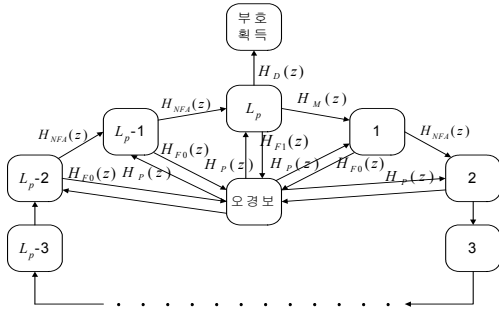 부호
획득
H_D(z)
H_NFA(z)
L_p
H_M(z)
L_p-1
1
H_NFA(z)
H_F0(z)
H_P(z)
H_F1(z)
H_P(z)
H_F0(z)
H_NFA(z)
L_p-2
H_F0(z)
H_P(z)
오경보
H_P(z)
2
L_p-3
3